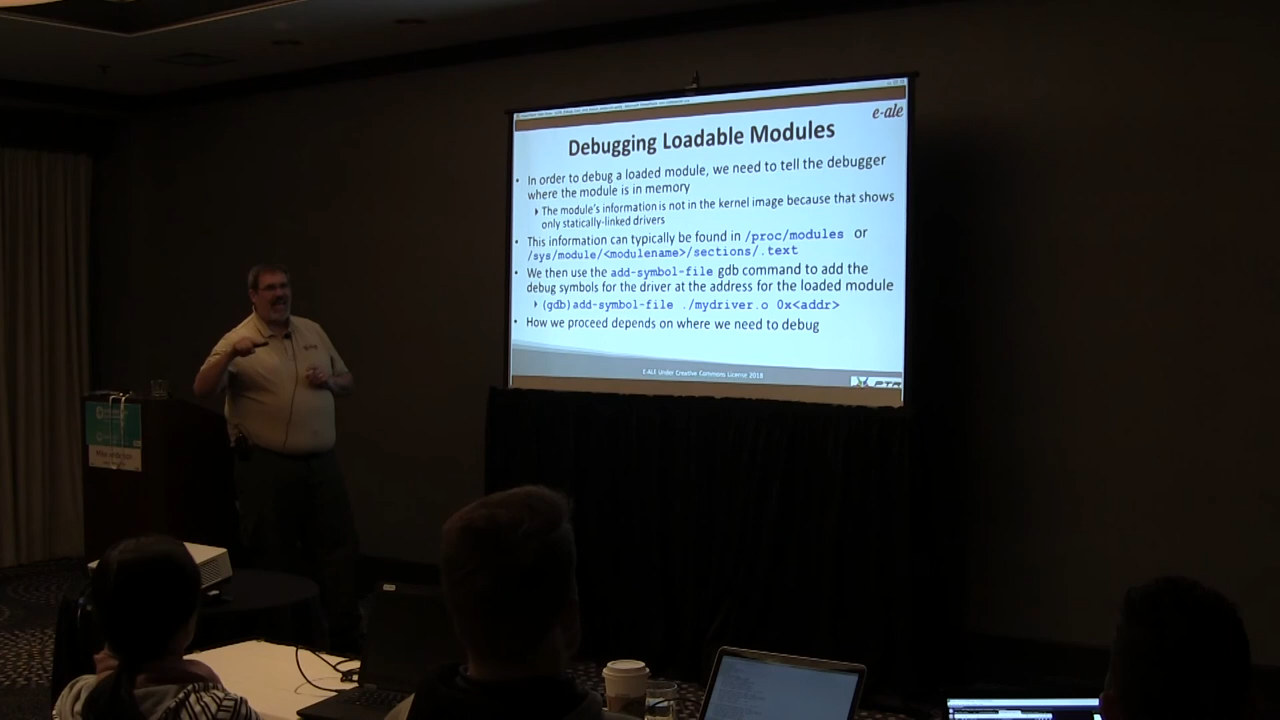 e-ale
Debugging Loadable Modules
• In order to debug a loaded module, we need to tell the debugger
where the module is in memory
The module's information is not in the kernel image because that shows
only statically-linked drivers
• This information can typically be found in /proc/modules or
/sys/module/<modulename>/sections/.text
• We then use the add-symbol-file gdb command to add the
debug symbols for the driver at the address for the loaded module
(gdb)add-symbol-file ./mydriver.o 0x<addr>
• How we proceed depends on where we need to debug
E-ALE Under Creative Commons License 2018